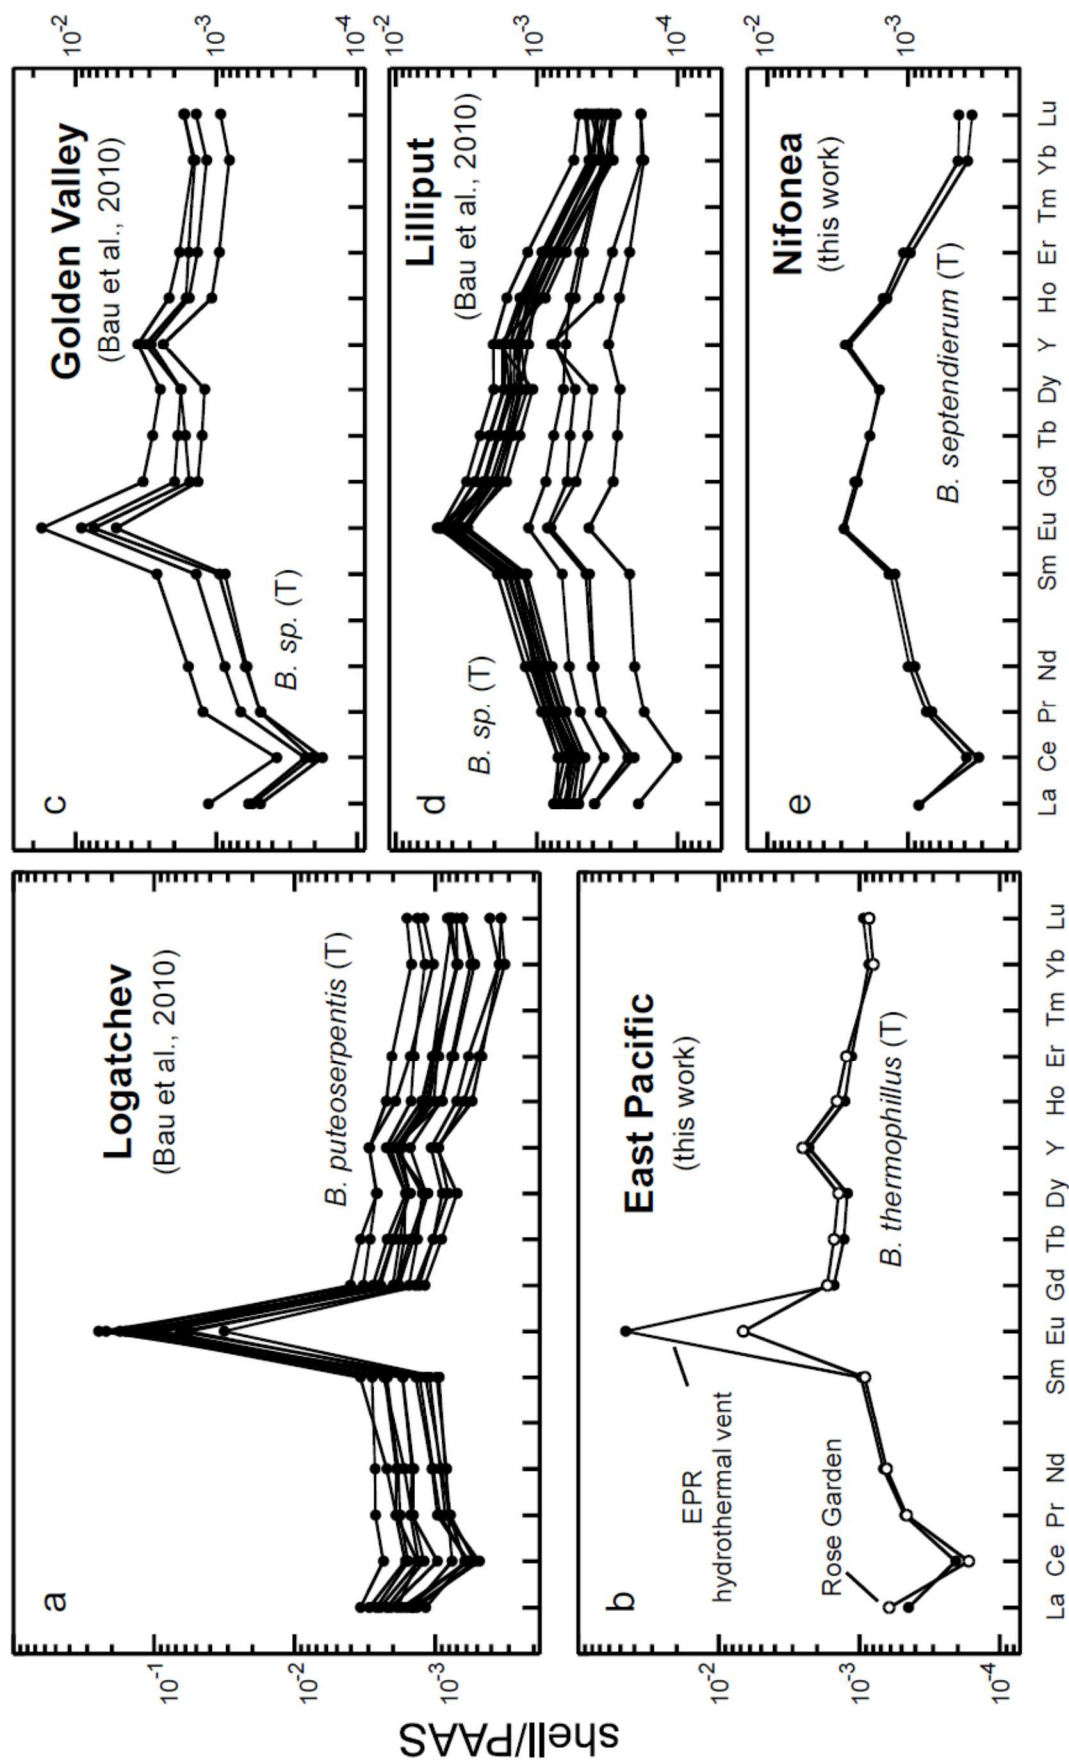 shell/PAAS
a
Logatchev
(Bau et al., 2010)
B. puteoserpentis (T)
10-1
10-2
10-3
b
East Pacific
(this work)
EPR
hydrothermal vent
Rose Garden
B. thermophillus (T)
10-2
10-3
10-4
La Ce Pr Nd Sm Eu Gd Tb Dy Y Ho Er Tm Yb Lu
c
Golden Valley
(Bau et al., 2010)
B. sp. (T)
10-2
10-3
10-4
d
Lilliput
(Bau et al., 2010)
B. sp. (T)
10-2
10-3
10-4
e
Nifonea
(this work)
B. septendierum (T)
10-2
10-3
La Ce Pr Nd Sm Eu Gd Tb Dy Y Ho Er Tm Yb Lu